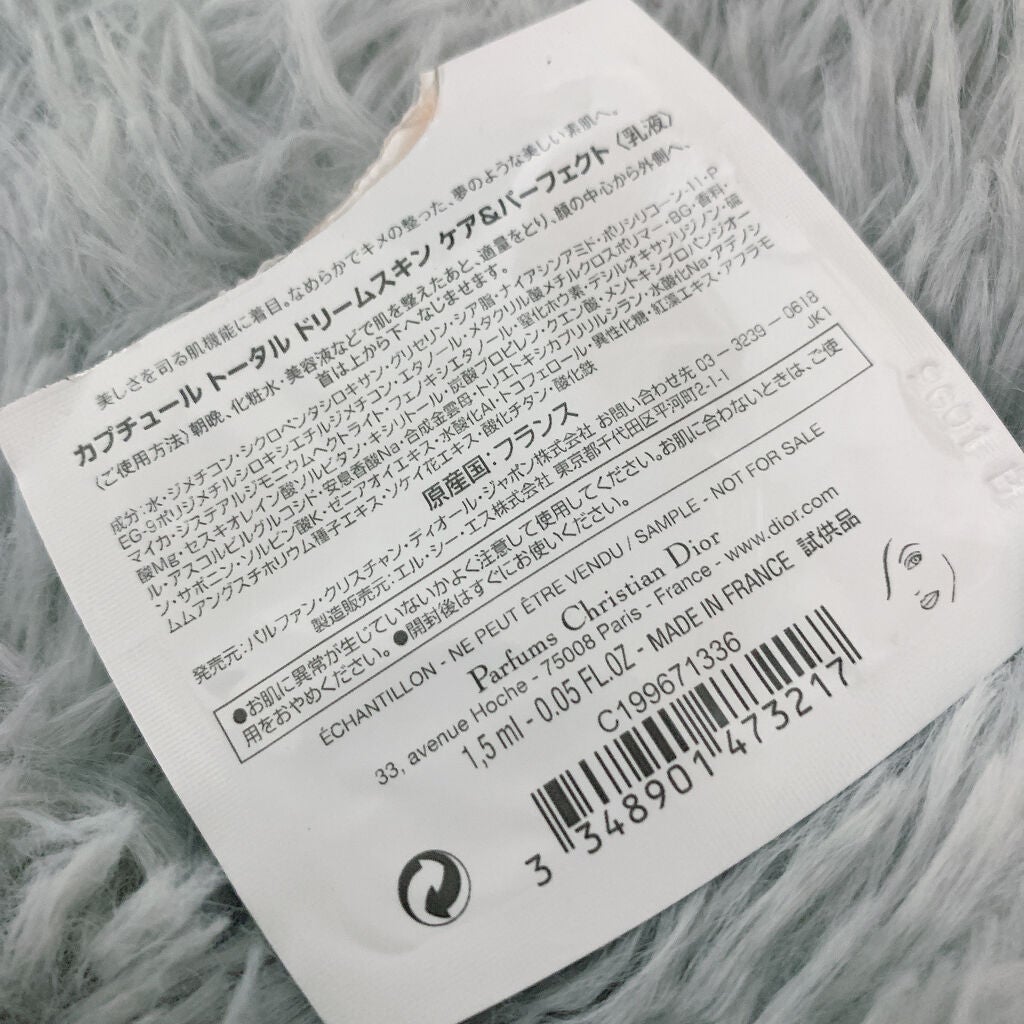 美しさを司る肌機能に着目。なめらかでキメの整った、夢のような美しい素肌へ。
カプチュール トータル ドリームスキン ケア&パーフェクト〈乳液〉
〈ご使用方法〉朝晩、化粧水・美容液などで肌を整えたあと、適量をとり、顔の中心から外側へ、
首は上から下へなじませます。
成分：水・ジメチコン・シクロペンタシロキサン・グリセリン・シア脂・ナイアシンアミド・ポリシリコーン-11・P
EG-9ポリジメチルシロキシエチルジメチコン・エタノール・メタクリル酸メチルクロスポリマー・BG・香料・
マイカ・ジステアルジモニウムヘクトライト・フェノキシエタノール・窒化ホウ素・デシルオキサゾリジノン・硫
酸Mg・セスキオレイン酸ソルビタン・キシリトール・炭酸プロピレン・クエン酸・メントキシプロパンジオー
ル・アスコルビルグルコシド・安息香酸Na・合成金雲母・トリエトキシカプリリルシラン・水酸化Na・アデノシ
ン・サポニン・ソルビン酸K・ゼニアオイエキス・水酸化Al・トコフェロール・異性化糖・紅藻エキス・アフラモ
ムムアングスチホリウム種子エキス・ソケイ花エキス・酸化チタン・酸化鉄
原産国：フランス
発売元：パルファン・クリスチャン・ディオール・ジャポン株式会社 お問い合わせ先 03-3239-0618
製造販売元：エル・シー・エス株式会社 東京都千代田区平河町2-1-1
JK1
●お肌に異常が生じていないかよく注意して使用してください。お肌に合わないときは、ご使
用をおやめください。●開封後はすぐにお使いください。
ÉCHANTILLON - NE PEUT ÊTRE VENDU / SAMPLE - NOT FOR SALE
Parfums Christian Dior
33, avenue Hoche - 75008 Paris - France - www.dior.com
1,5 ml - 0.05 FL.OZ - MADE IN FRANCE 試供品
C199671336
3 348901 473217